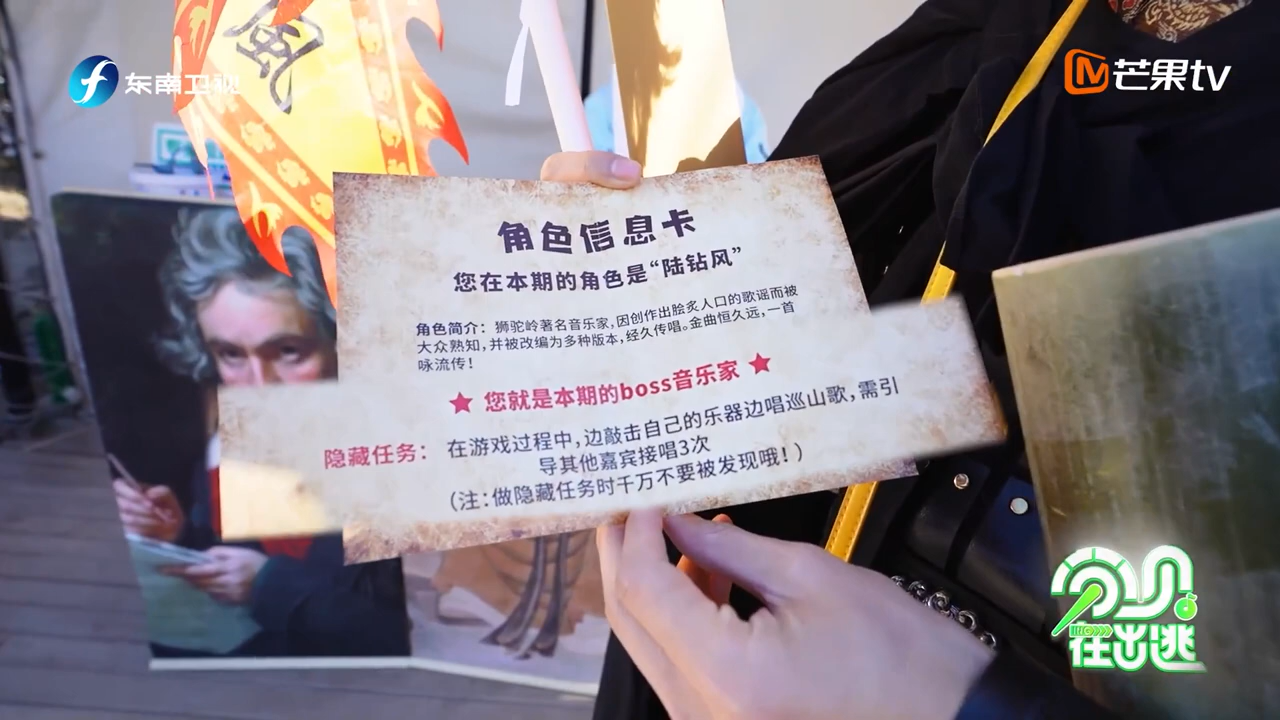 风
东南卫视
芒果tv
角色信息卡
您在本期的角色是“陆钻风”
角色简介：狮驼岭著名音乐家，因创作出脍炙人口的歌谣而被
大众熟知，并被改编为多种版本，经久传唱。金曲恒久远，一首
咏流传！
★ 您就是本期的boss音乐家 ★
隐藏任务：在游戏过程中，边敲击自己的乐器边唱巡山歌，需引
导其他嘉宾接唱3次
（注：做隐藏任务时千万不要被发现哦！）
在出逃